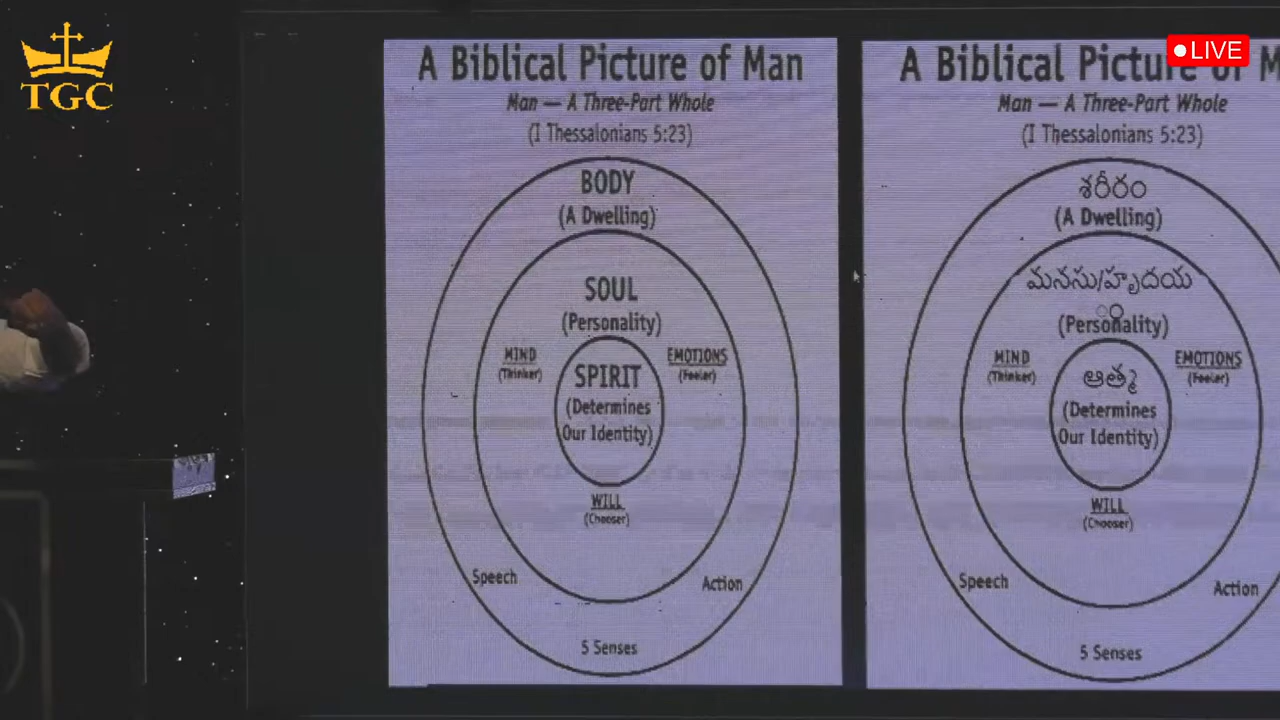 TGC
LIVE
A Biblical Picture of Man
Man — A Three-Part Whole
(I Thessalonians 5:23)
BODY
(A Dwelling)
SOUL
(Personality)
MIND
(Thinker)
EMOTIONS
(Feeler)
SPIRIT
(Determines
Our Identity)
WILL
(Chooser)
Speech
Action
5 Senses
A Biblical Picture of M
Man — A Three-Part Whole
(I Thessalonians 5:23)
శరీరం
(A Dwelling)
మనసు/హృదయ
ం
(Personality)
MIND
(Thinker)
EMOTIONS
(Feeler)
ఆత్మ
(Determines
Our Identity)
WILL
(Chooser)
Speech
Action
5 Senses